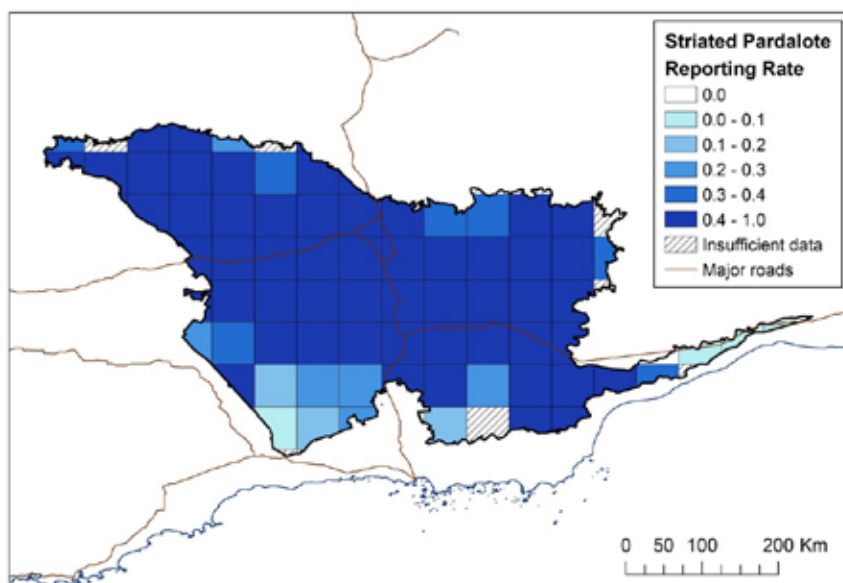 Striated Pardalote
Reporting Rate
0.0
0.0 - 0.1
0.1 - 0.2
0.2 - 0.3
0.3 - 0.4
0.4 - 1.0
Insufficient data
Major roads
0 50 100 200 Km